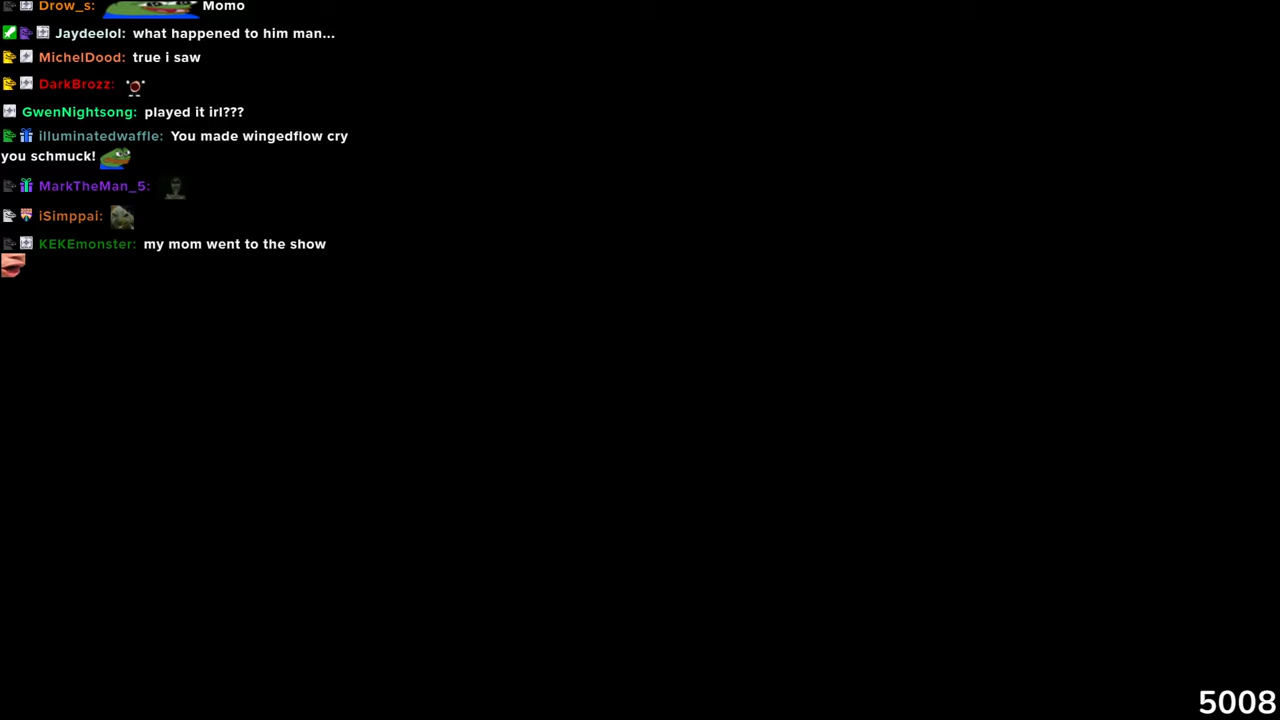 Drow_s: Momo
Jaydeelol: what happened to him man...
MichelDood: true i saw
DarkBrozz:
GwenNightsong: played it irl???
illuminatedwaffle: You made wingedflow cry
you schmuck!
MarkTheMan_5:
iSimppai:
KEKEmonster: my mom went to the show
5008